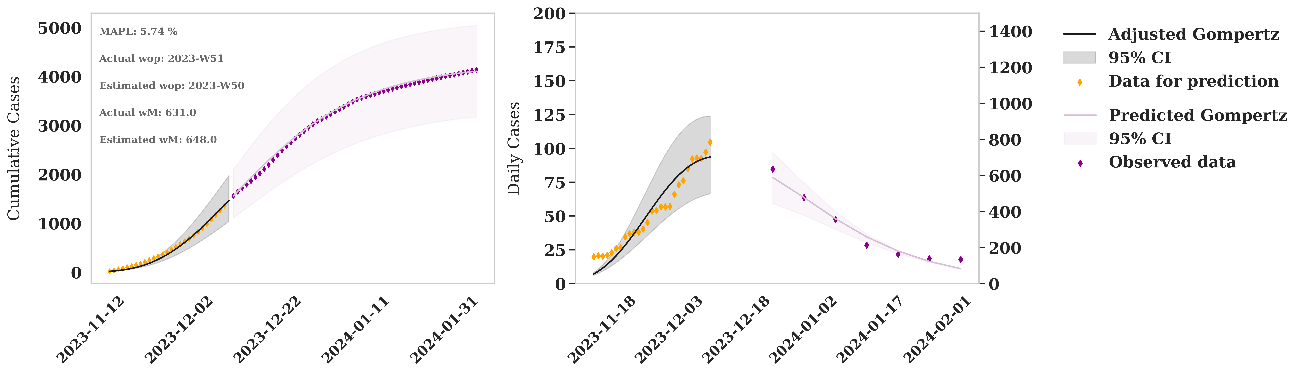 Cumulative Cases
5000
4000
3000
2000
1000
0
MAPL: 5.74 %
Actual wop: 2023-W51
Estimated wop: 2023-W50
Actual wM: 631.0
Estimated wM: 648.0
2023-11-12
2023-12-02
2023-12-22
2024-01-11
2024-01-31
Daily Cases
200
175
150
125
100
75
50
25
0
1400
1200
1000
800
600
400
200
0
2023-11-18
2023-12-03
2023-12-18
2024-01-02
2024-01-17
2024-02-01
Adjusted Gompertz
95% CI
Data for prediction
Predicted Gompertz
95% CI
Observed data